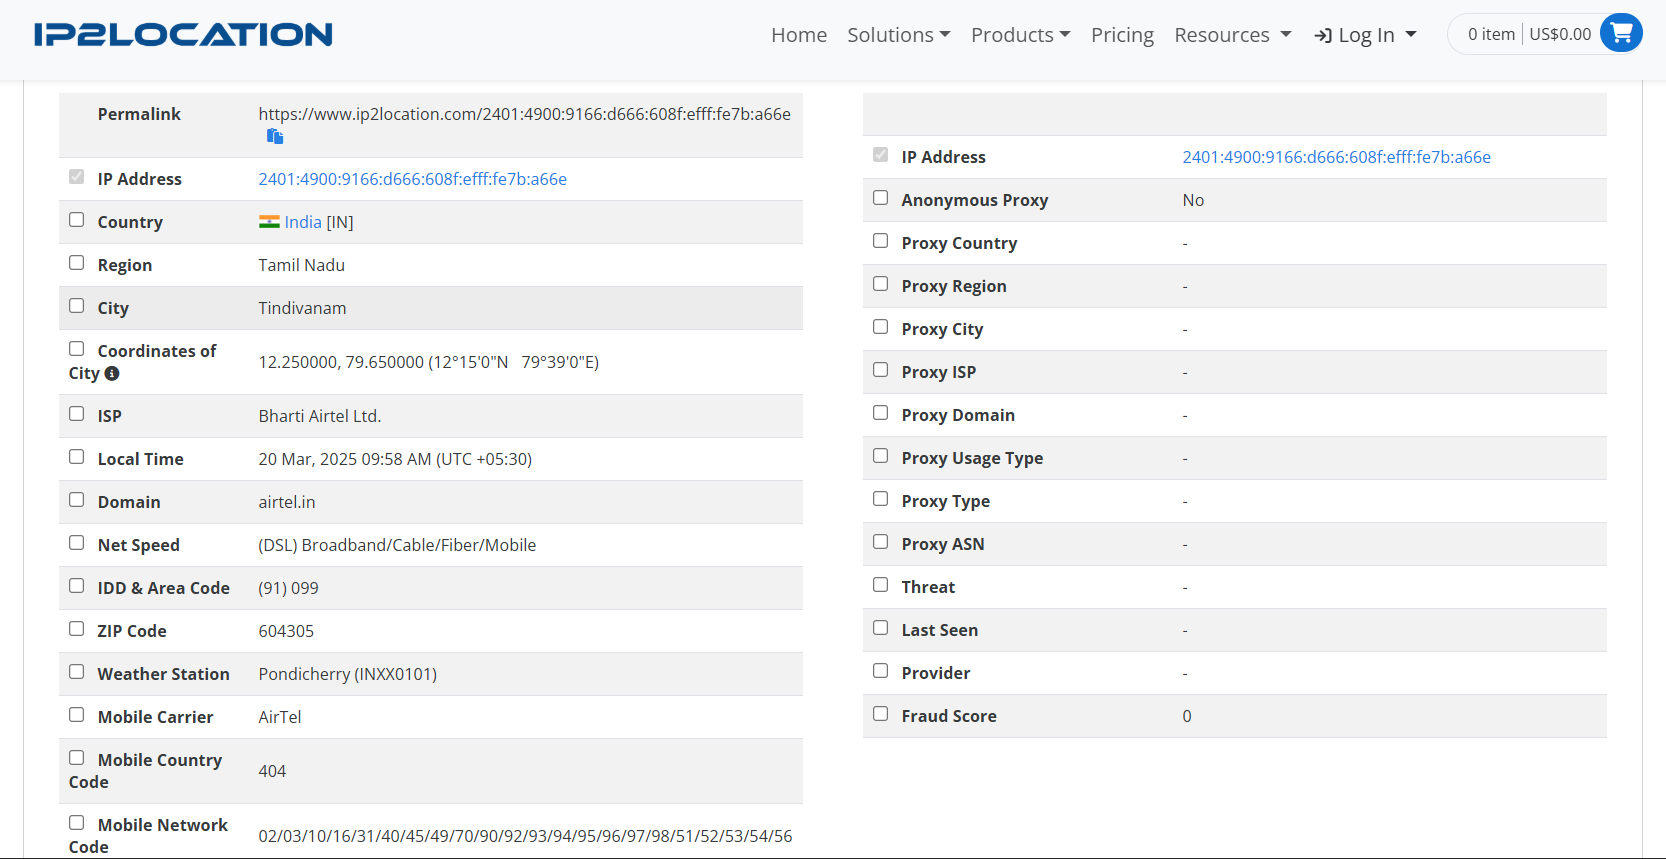 IP2LOCATION
Home Solutions Products Pricing Resources Log In 0 item US$0.00
Permalink https://www.ip2location.com/2401:4900:9166:d666:608f:efff:fe7b:a66e
IP Address 2401:4900:9166:d666:608f:efff:fe7b:a66e
Country India [IN]
Region Tamil Nadu
City Tindivanam
Coordinates of
City 12.250000, 79.650000 (12°15'0"N 79°39'0"E)
ISP Bharti Airtel Ltd.
Local Time 20 Mar, 2025 09:58 AM (UTC +05:30)
Domain airtel.in
Net Speed (DSL) Broadband/Cable/Fiber/Mobile
IDD & Area Code (91) 099
ZIP Code 604305
Weather Station Pondicherry (INXX0101)
Mobile Carrier AirTel
Mobile Country
Code 404
Mobile Network
Code 02/03/10/16/31/40/45/49/70/90/92/93/94/95/96/97/98/51/52/53/54/56
IP Address 2401:4900:9166:d666:608f:efff:fe7b:a66e
Anonymous Proxy No
Proxy Country -
Proxy Region -
Proxy City -
Proxy ISP -
Proxy Domain -
Proxy Usage Type -
Proxy Type -
Proxy ASN -
Threat -
Last Seen -
Provider -
Fraud Score 0